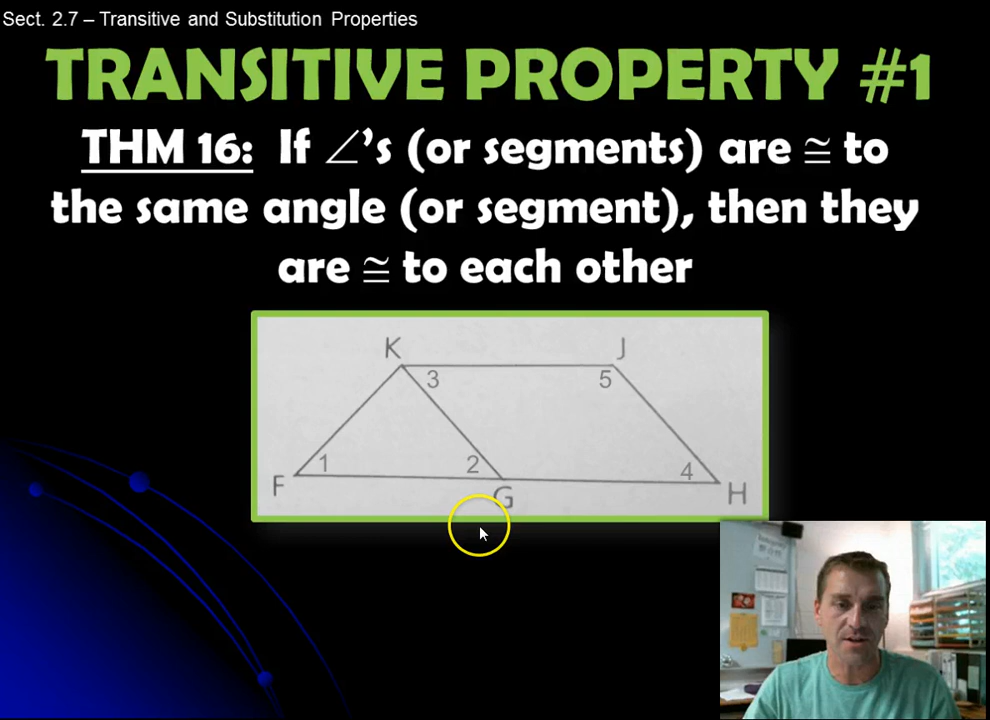 Sect. 2.7 – Transitive and Substitution Properties
TRANSITIVE PROPERTY #1
THM 16: If ∠'s (or segments) are ≅ to
the same angle (or segment), then they
are ≅ to each other
K J
3 5
1 2 4
F G H